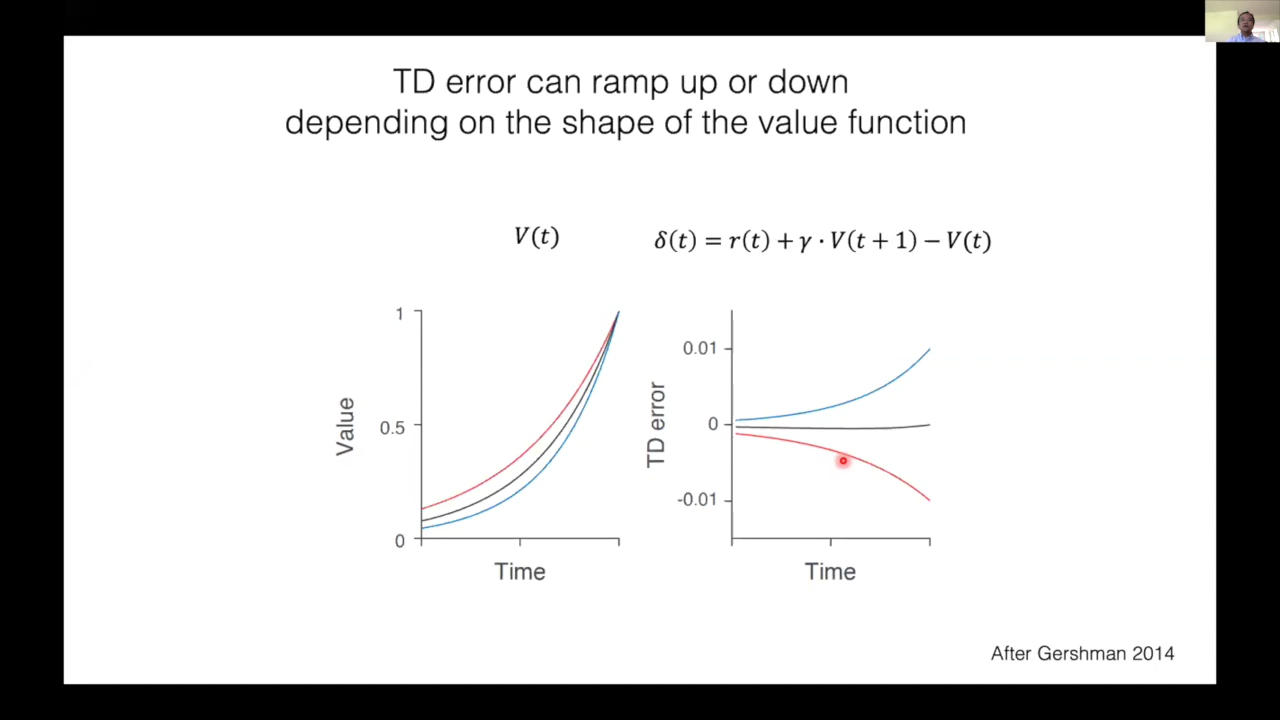 TD error can ramp up or down
depending on the shape of the value function
V(t)
δ(t) = r(t) + γ · V(t + 1) − V(t)
1
0.5
0
Value
Time
0.01
0
-0.01
TD error
Time
After Gershman 2014